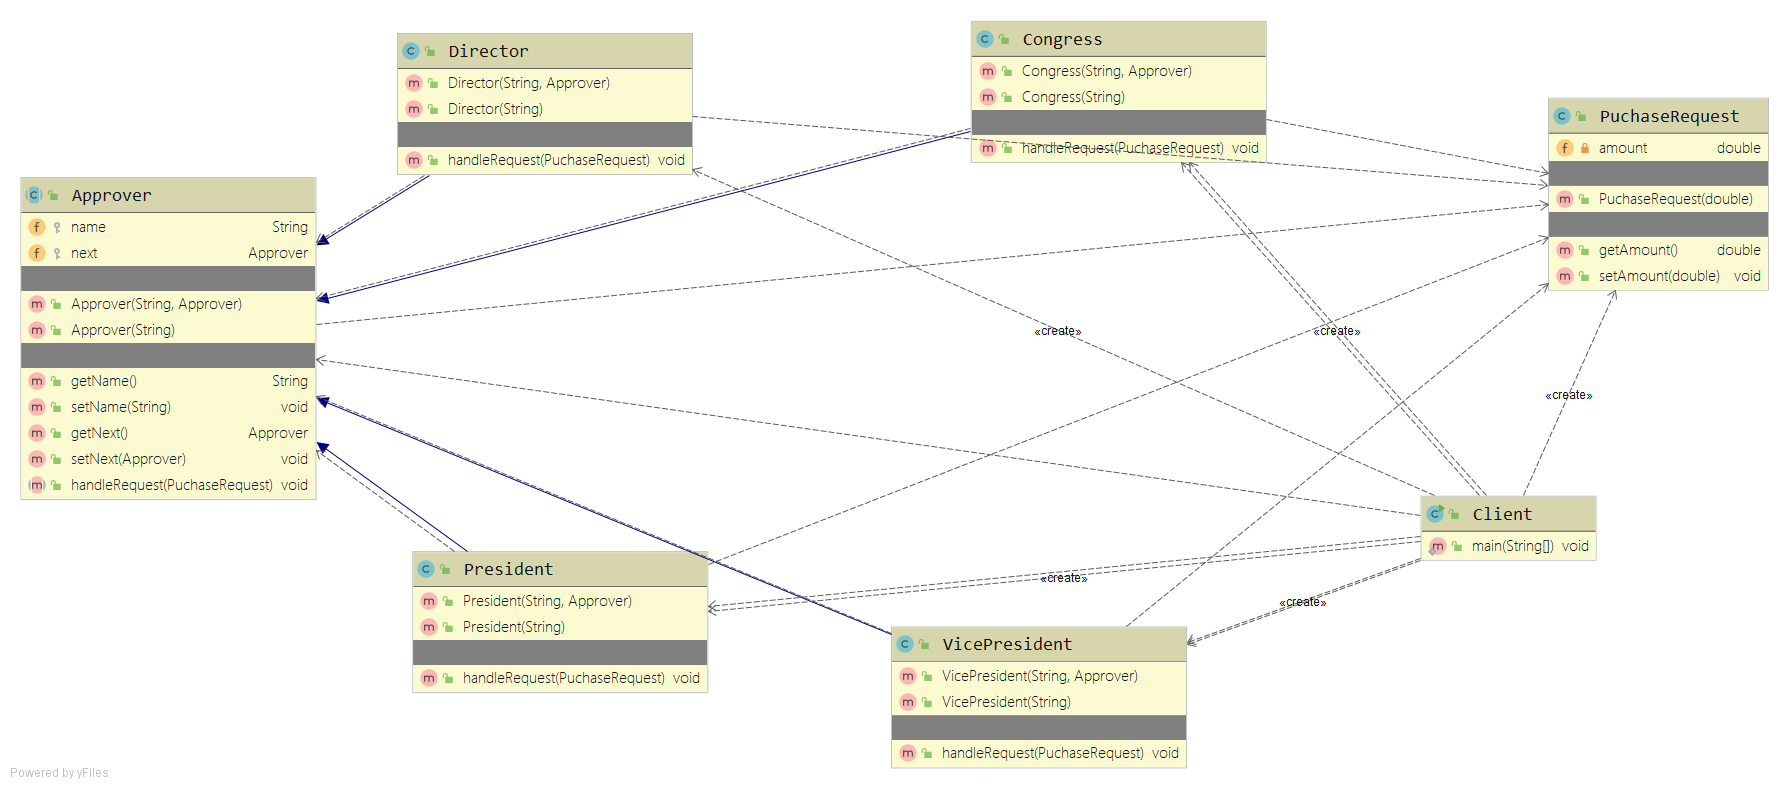 Director
Director(String, Approver)
Director(String)
handleRequest(PuchaseRequest) void
Congress
Congress(String, Approver)
Congress(String)
handleRequest(PuchaseRequest) void
PuchaseRequest
amount double
PuchaseRequest(double)
getAmount() double
setAmount(double) void
Approver
name String
next Approver
Approver(String, Approver)
Approver(String)
getName() String
setName(String) void
getNext() Approver
setNext(Approver) void
handleRequest(PuchaseRequest) void
«create»
«create»
«create»
Client
main(String[]) void
President
President(String, Approver)
President(String)
handleRequest(PuchaseRequest) void
«create»
«create»
VicePresident
VicePresident(String, Approver)
VicePresident(String)
handleRequest(PuchaseRequest) void
Powered by yFiles